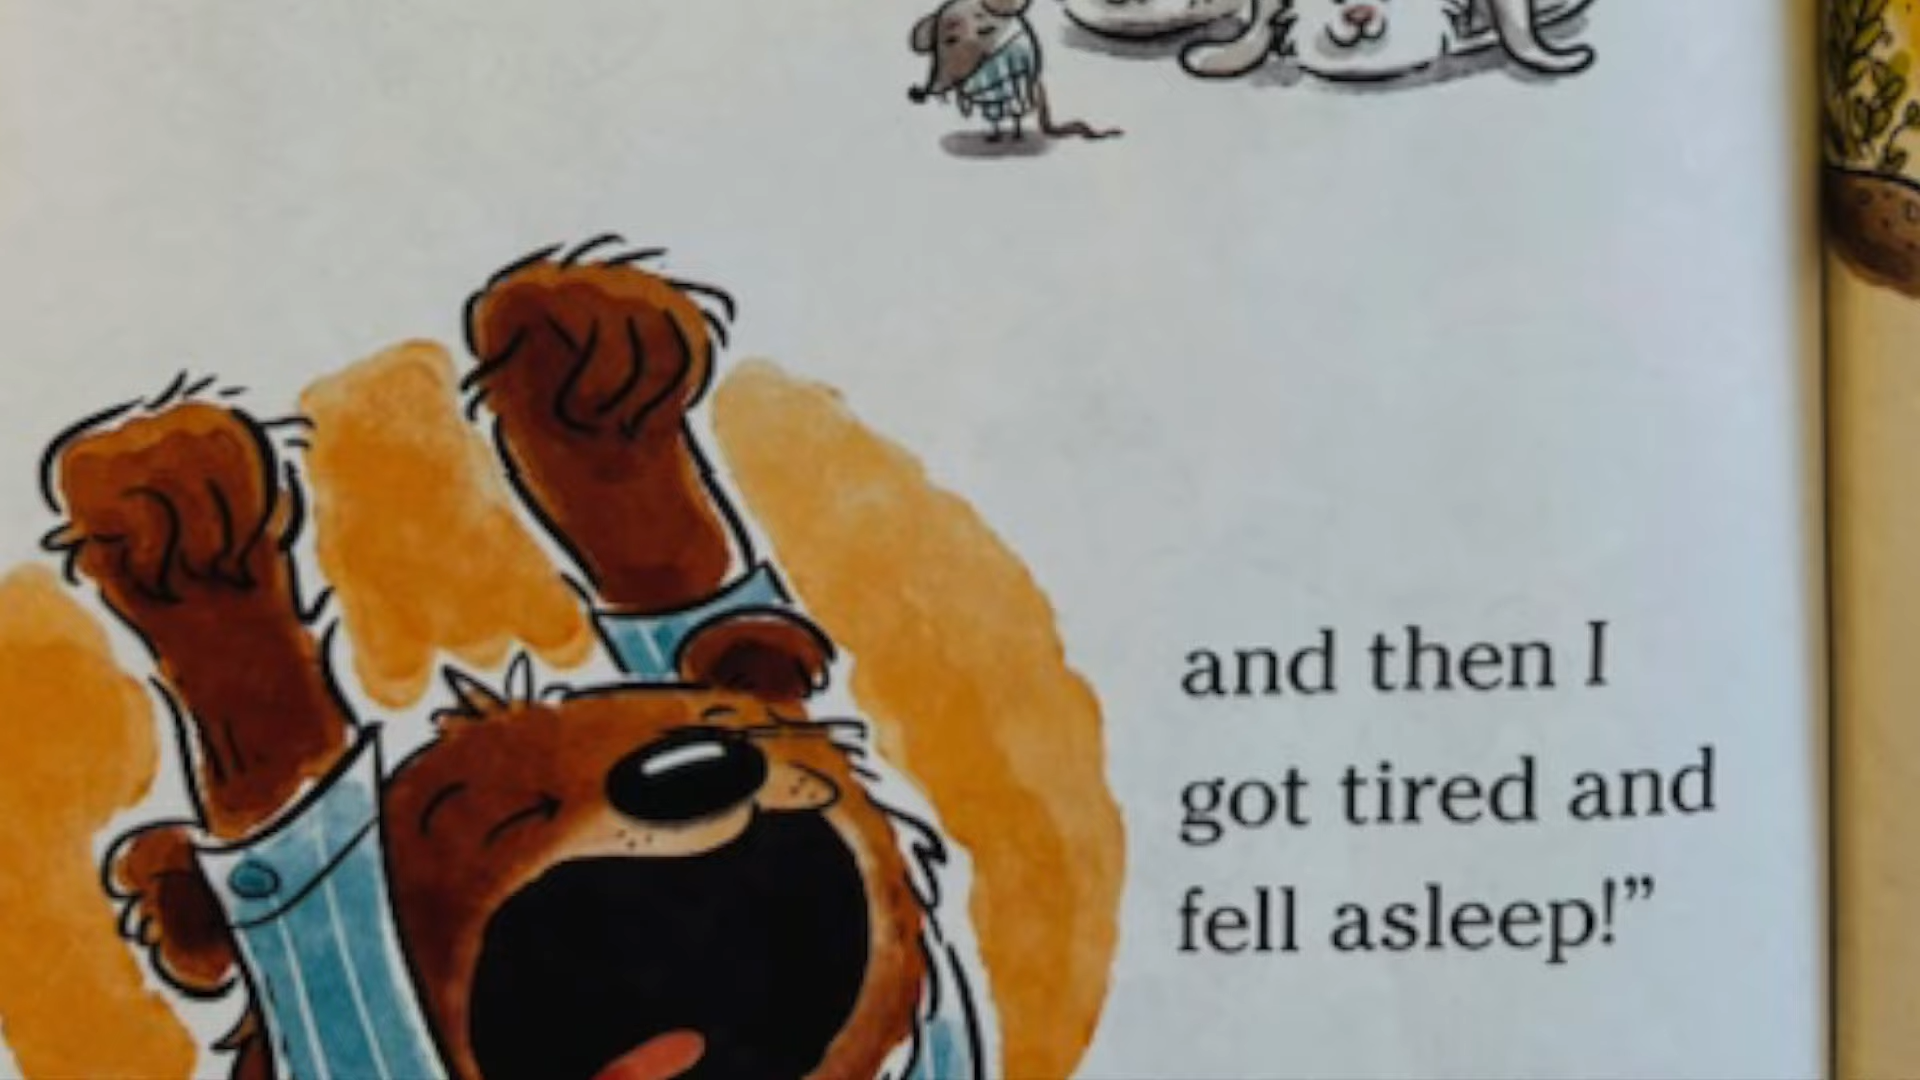 and then I
got tired and
fell asleep!”